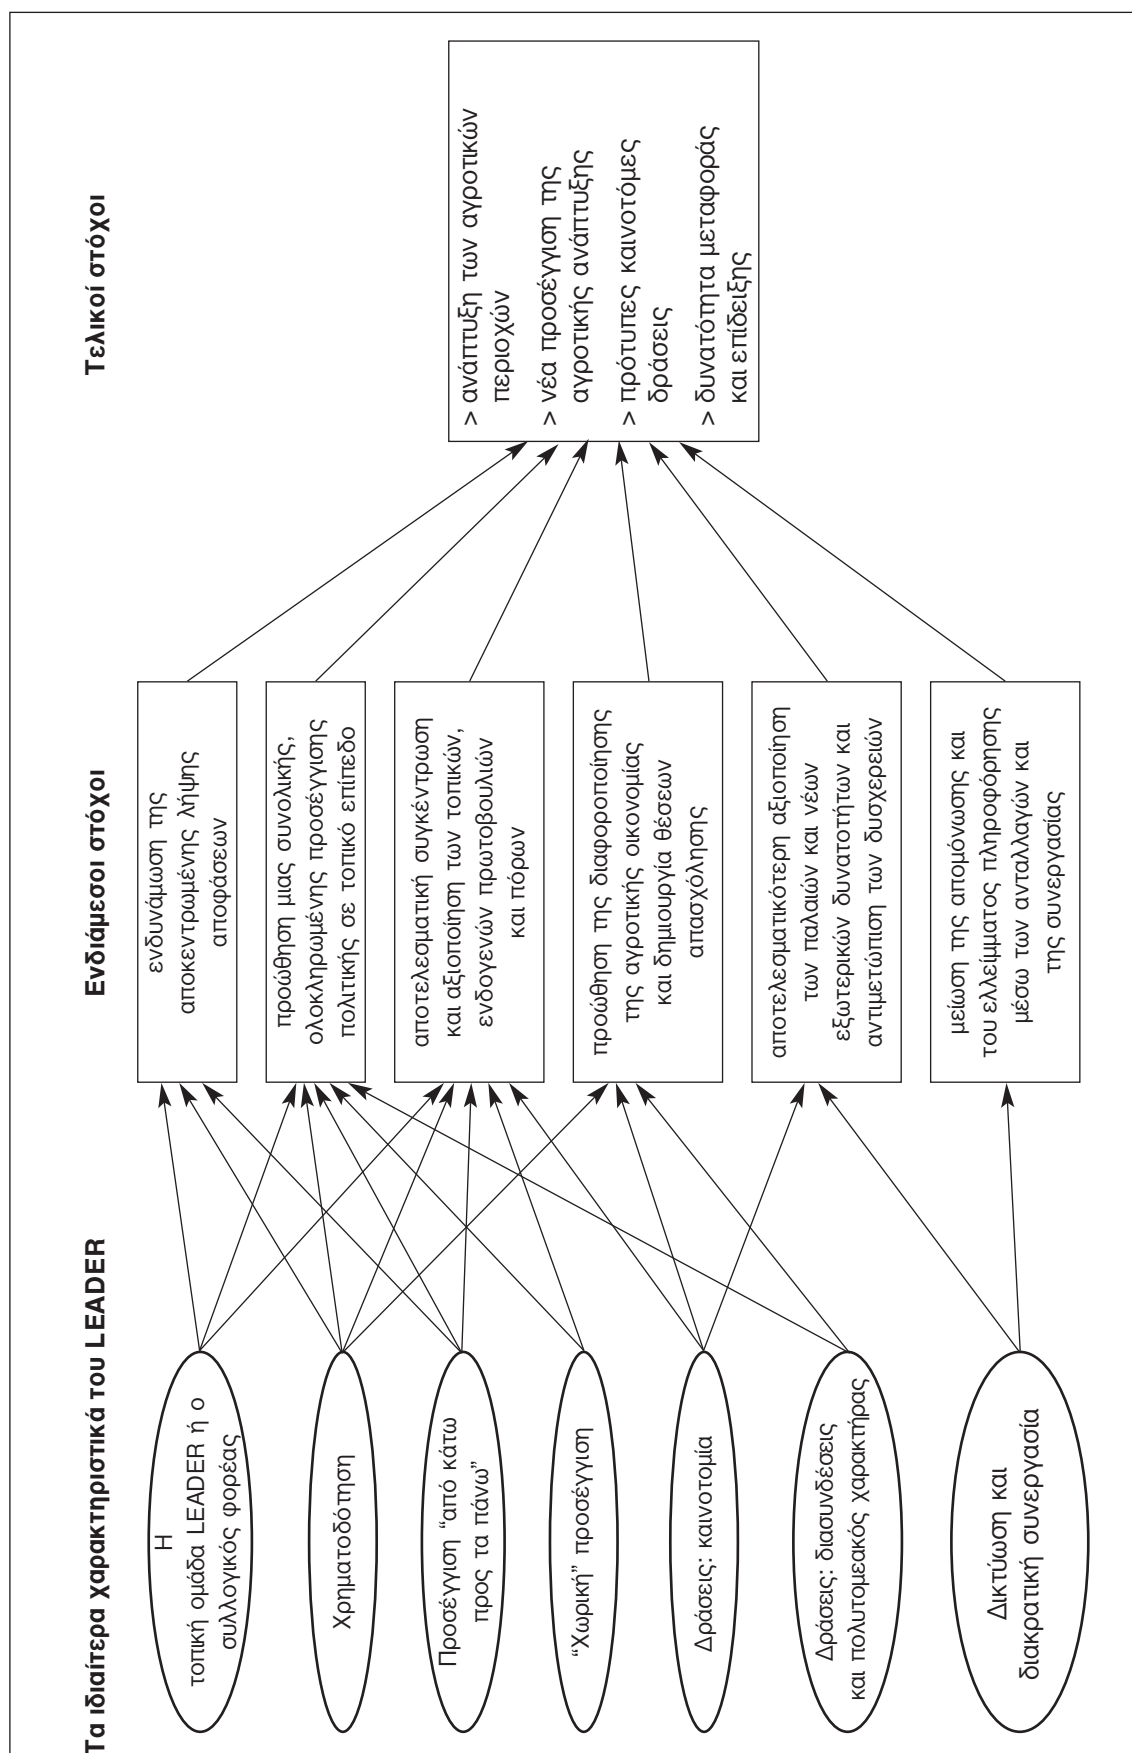 Τα ιδιαίτερα χαρακτηριστικά του LEADER
Η
τοπική ομάδα LEADER ή ο
συλλογικός φορέας
Χρηματοδότηση
Προσέγγιση “από κάτω
προς τα πάνω”
“Χωρική” προσέγγιση
Δράσεις: καινοτομία
Δράσεις: διασυνδέσεις
και πολυτομεακός χαρακτήρας
Δικτύωση και
διακρατική συνεργασία
Ενδιάμεσοι στόχοι
ενδυνάμωση της
αποκεντρωμένης λήψης
αποφάσεων
προώθηση μιας συνολικής,
ολοκληρωμένης προσέγγισης
πολιτικής σε τοπικό επίπεδο
αποτελεσματική συγκέντρωση
και αξιοποίηση των τοπικών,
ενδογενών πρωτοβουλιών
και πόρων
προώθηση της διαφοροποίησης
της αγροτικής οικονομίας
και δημιουργία θέσεων
απασχόλησης
αποτελεσματικότερη αξιοποίηση
των παλαιών και νέων
εξωτερικών δυνατοτήτων και
αντιμετώπιση των δυσχερειών
μείωση της απομόνωσης και
του ελλείμματος πληροφόρησης
μέσω των ανταλλαγών και
της συνεργασίας
Τελικοί στόχοι
> ανάπτυξη των αγροτικών
περιοχών
> νέα προσέγγιση της
αγροτικής ανάπτυξης
> πρότυπες καινοτόμες
δράσεις
> δυνατότητα μεταφοράς
και επίδειξης